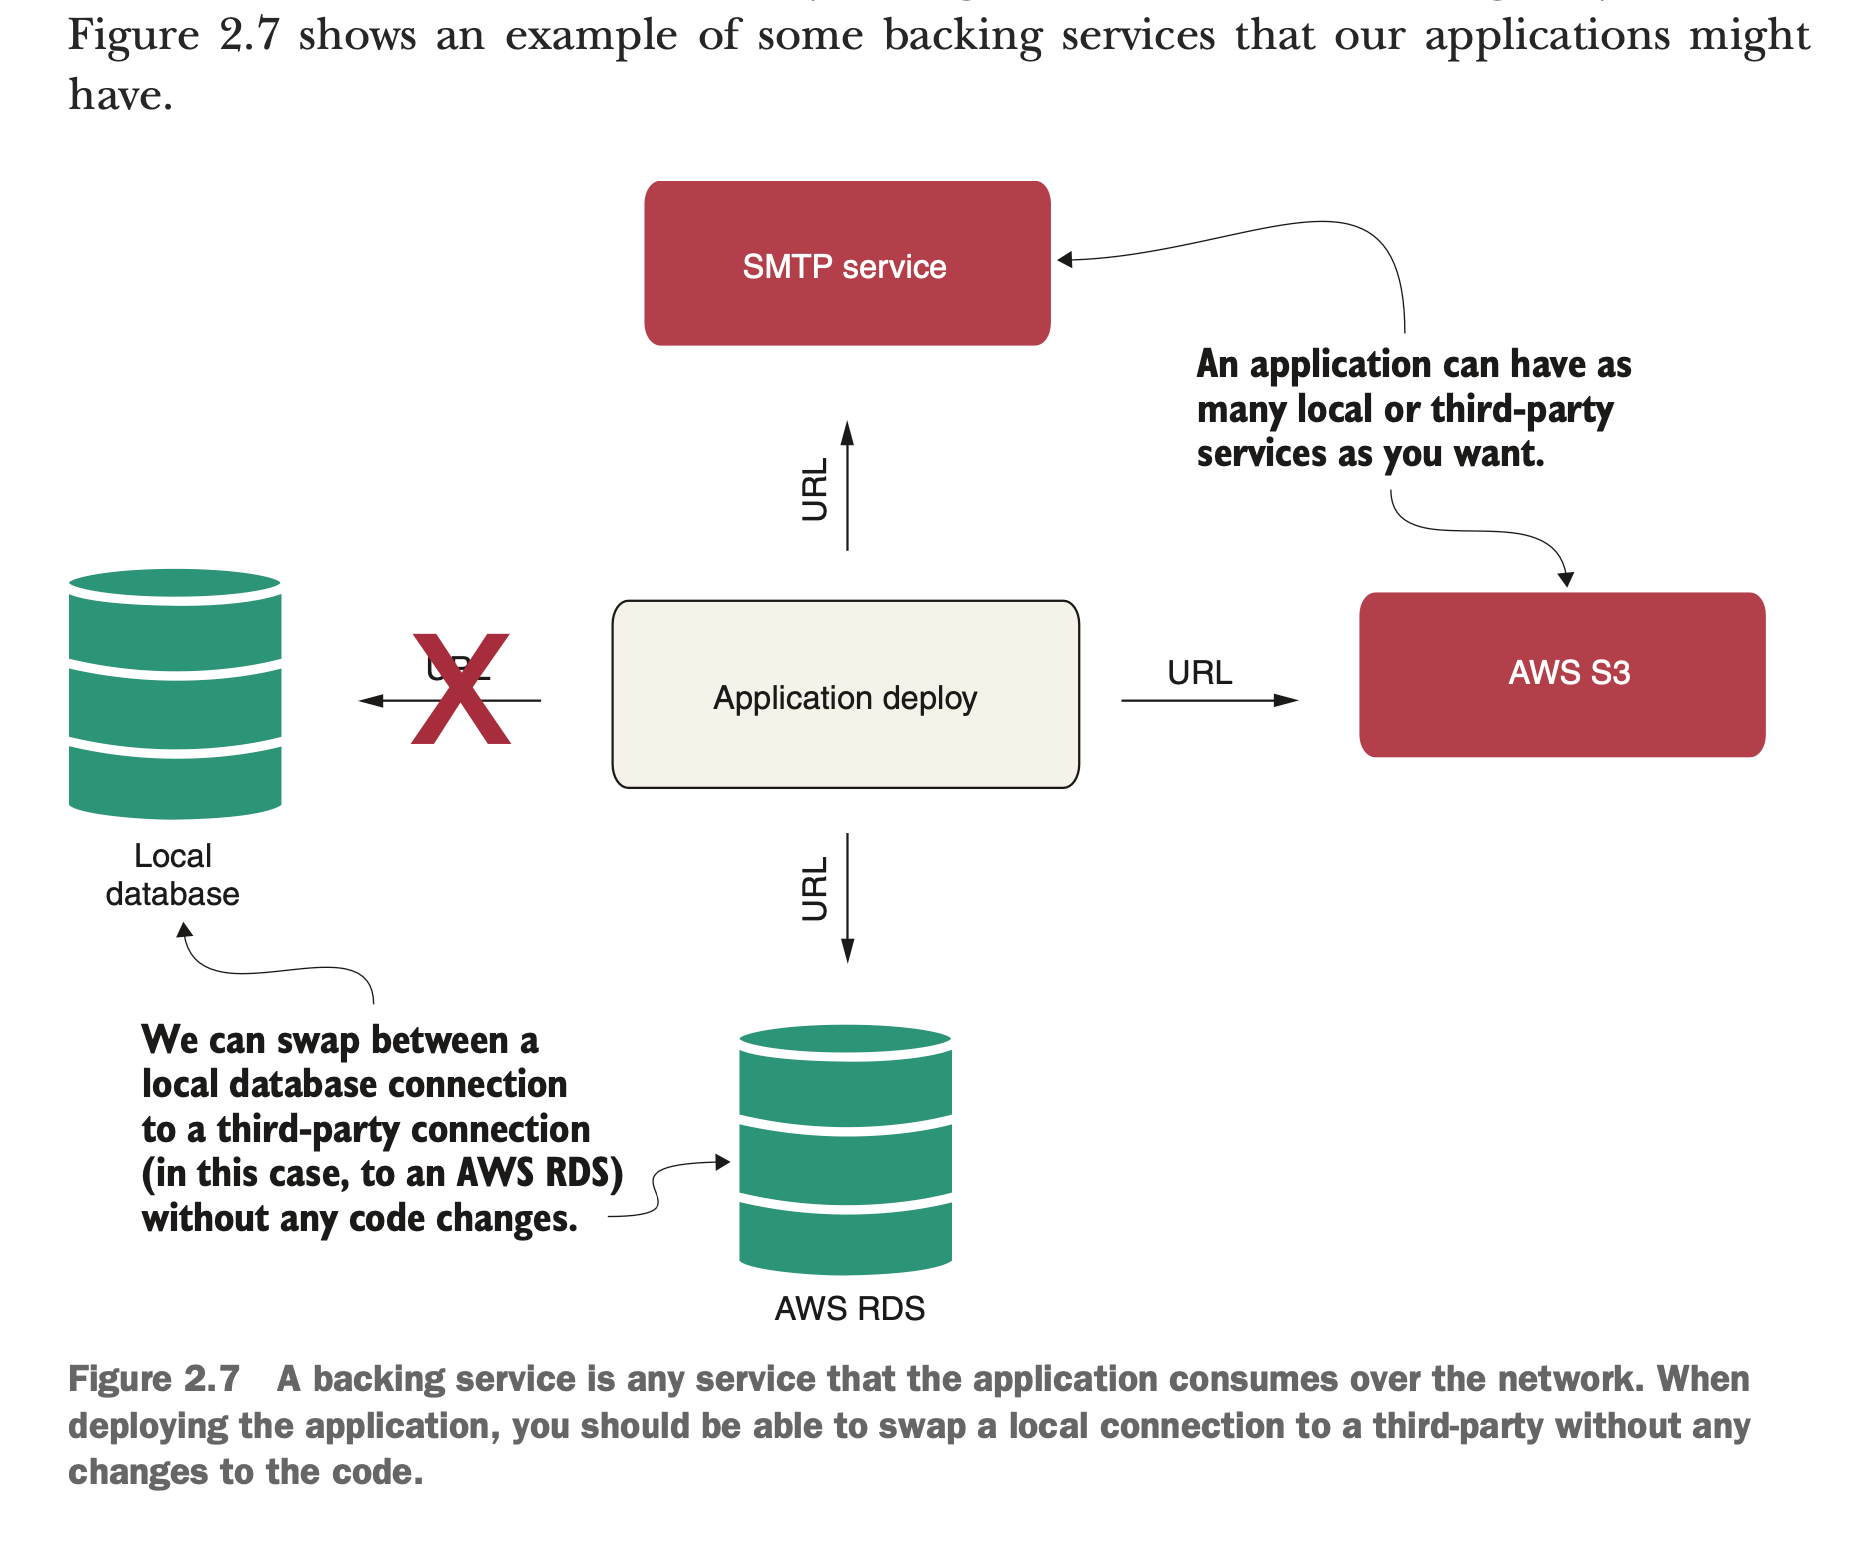 Figure 2.7 shows an example of some backing services that our applications might
have.
SMTP service
An application can have as
many local or third-party
services as you want.
URL
URL
Application deploy
URL
AWS S3
Local
database
URL
We can swap between a
local database connection
to a third-party connection
(in this case, to an AWS RDS)
without any code changes.
AWS RDS
Figure 2.7 A backing service is any service that the application consumes over the network. When
deploying the application, you should be able to swap a local connection to a third-party without any
changes to the code.